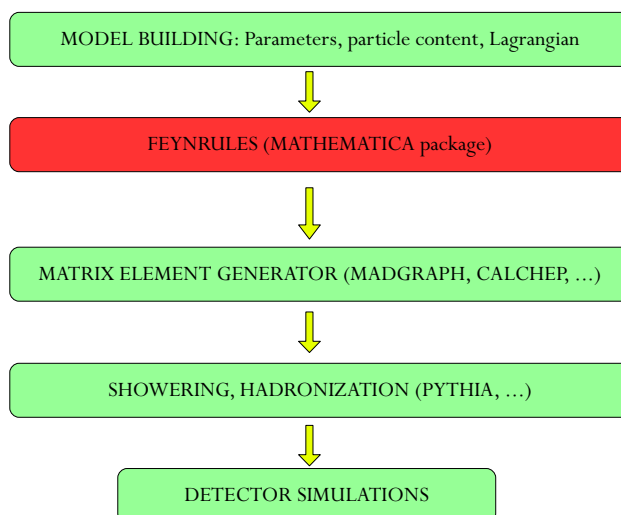 MODEL BUILDING: Parameters, particle content, Lagrangian
FEYNRULES (MATHEMATICA package)
MATRIX ELEMENT GENERATOR (MADGRAPH, CALCHEP, …)
SHOWERING, HADRONIZATION (PYTHIA, …)
DETECTOR SIMULATIONS